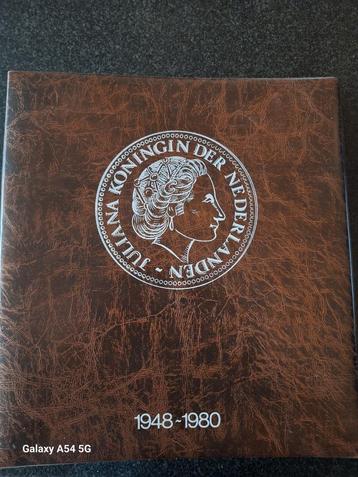 JULIANA KONINGIN DER NEDERLANDEN ~
1948~1980
Galaxy A54 5G